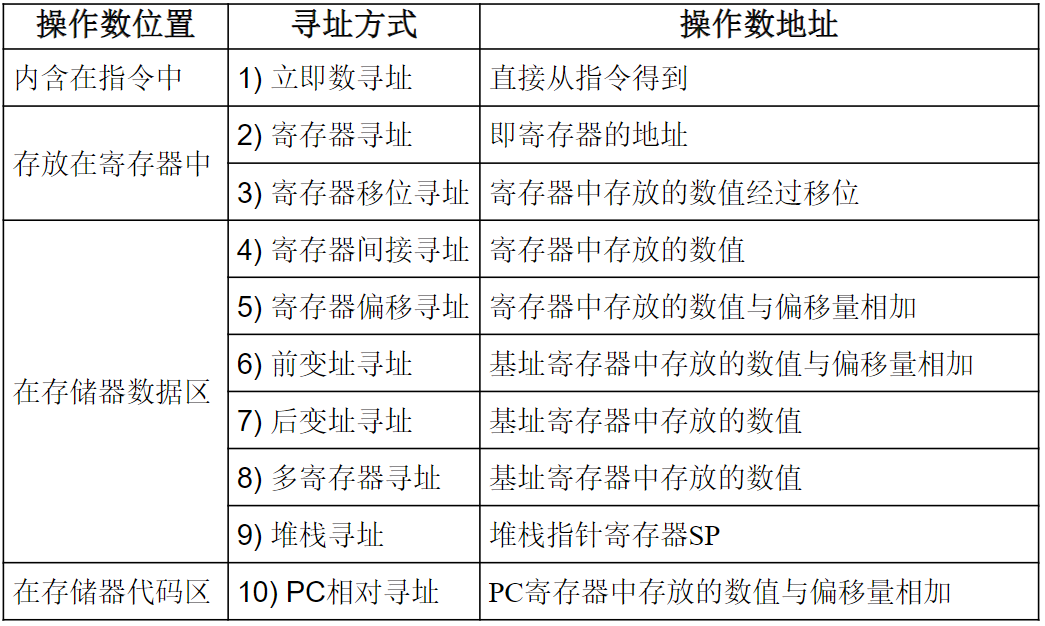 操作数位置 寻址方式 操作数地址
内含在指令中 1) 立即数寻址 直接从指令得到
存放在寄存器中 2) 寄存器寻址 即寄存器的地址
3) 寄存器移位寻址 寄存器中存放的数值经过移位
在存储器数据区 4) 寄存器间接寻址 寄存器中存放的数值
5) 寄存器偏移寻址 寄存器中存放的数值与偏移量相加
6) 前变址寻址 基址寄存器中存放的数值与偏移量相加
7) 后变址寻址 基址寄存器中存放的数值
8) 多寄存器寻址 基址寄存器中存放的数值
9) 堆栈寻址 堆栈指针寄存器SP
在存储器代码区 10) PC相对寻址 PC寄存器中存放的数值与偏移量相加